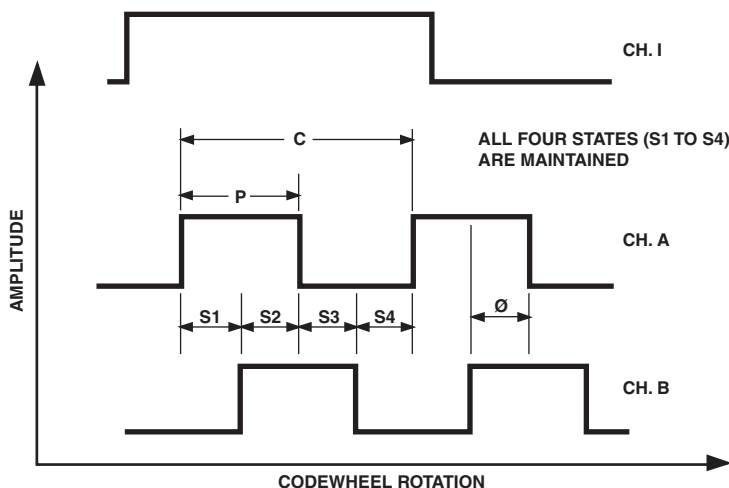 CH. I
C
ALL FOUR STATES (S1 TO S4)
ARE MAINTAINED
P
AMPLITUDE
CH. A
S1 S2 S3 S4
Ø
CH. B
CODEWHEEL ROTATION